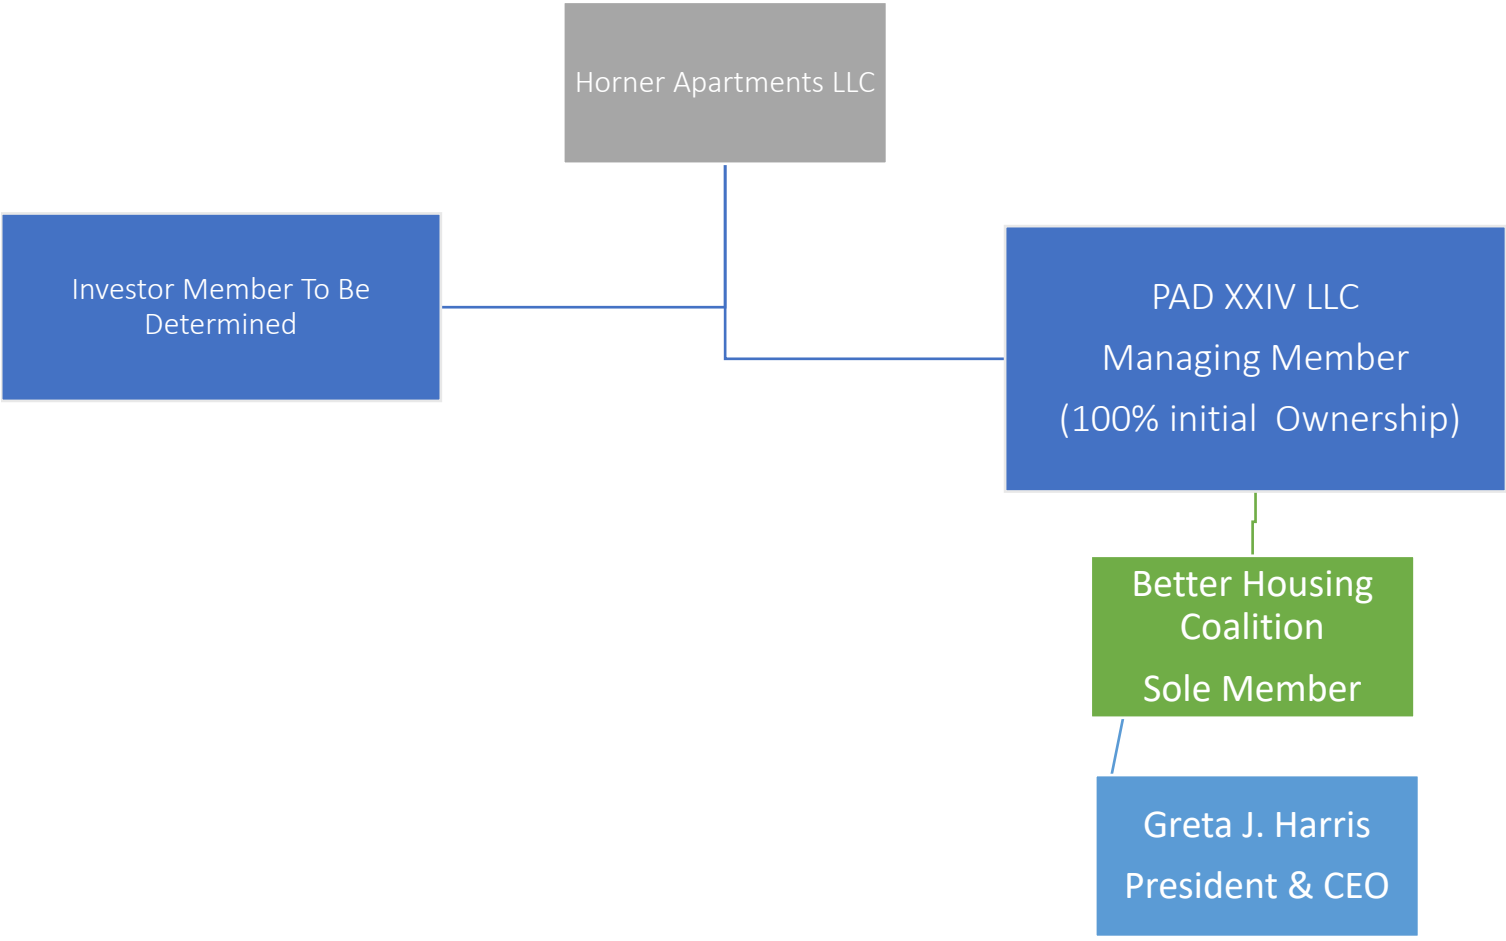 Horner Apartments LLC
Investor Member To Be
Determined
PAD XXIV LLC
Managing Member
(100% initial  Ownership)
Better Housing
Coalition
Sole Member
Greta J. Harris
President & CEO